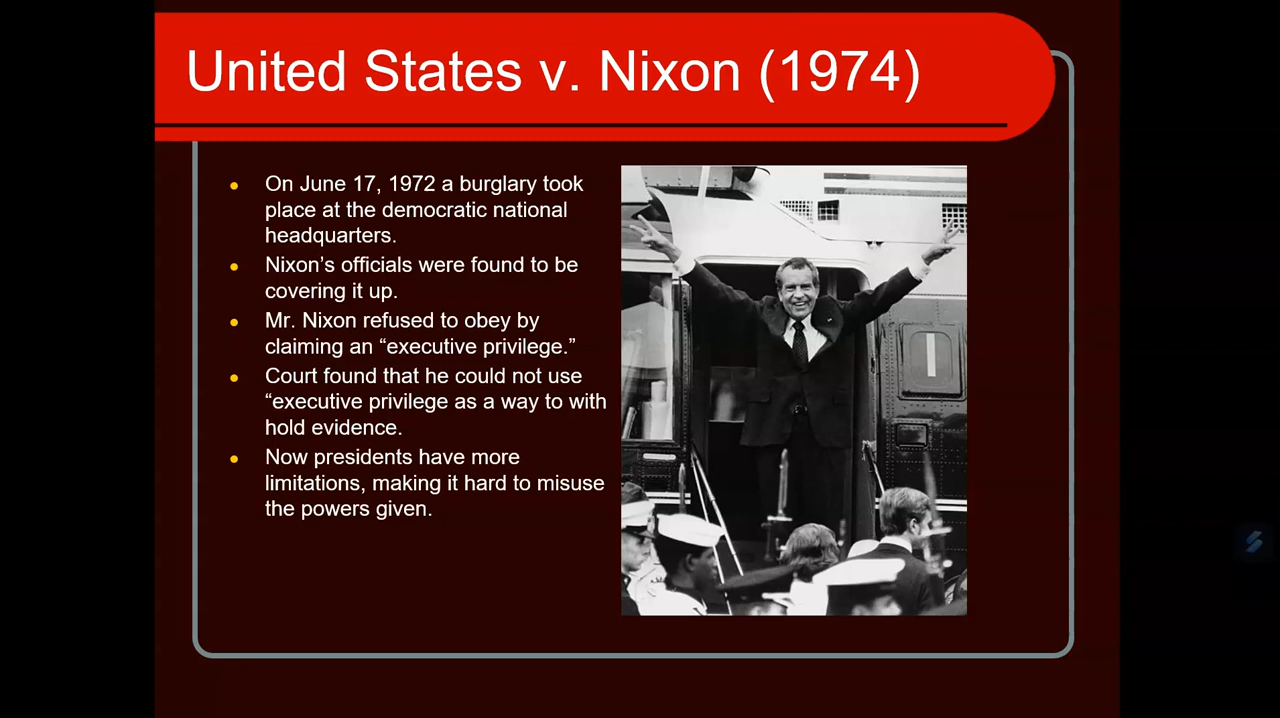 United States v. Nixon (1974)
On June 17, 1972 a burglary took
place at the democratic national
headquarters.
Nixon’s officials were found to be
covering it up.
Mr. Nixon refused to obey by
claiming an “executive privilege.”
Court found that he could not use
“executive privilege as a way to with
hold evidence.
Now presidents have more
limitations, making it hard to misuse
the powers given.